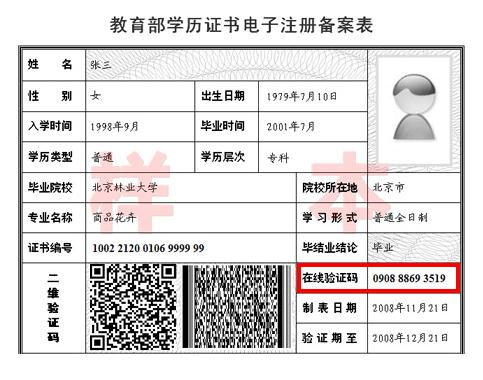 教育部学历证书电子注册备案表
姓 名 张三
性 别 女 出生日期 1979年7月10日
入学时间 1998年9月 毕业时间 2001年7月
学历类型 普通 学历层次 专科
毕业院校 北京林业大学 院校所在地 北京市
专业名称 商品花卉 学习形式 普通全日制
证书编号 1002 2120 0106 9999 99 毕结业结论 毕业
样本
二维验证码 在线验证码 0908 8869 3519
制表日期 2008年11月21日
验证期至 2008年12月21日